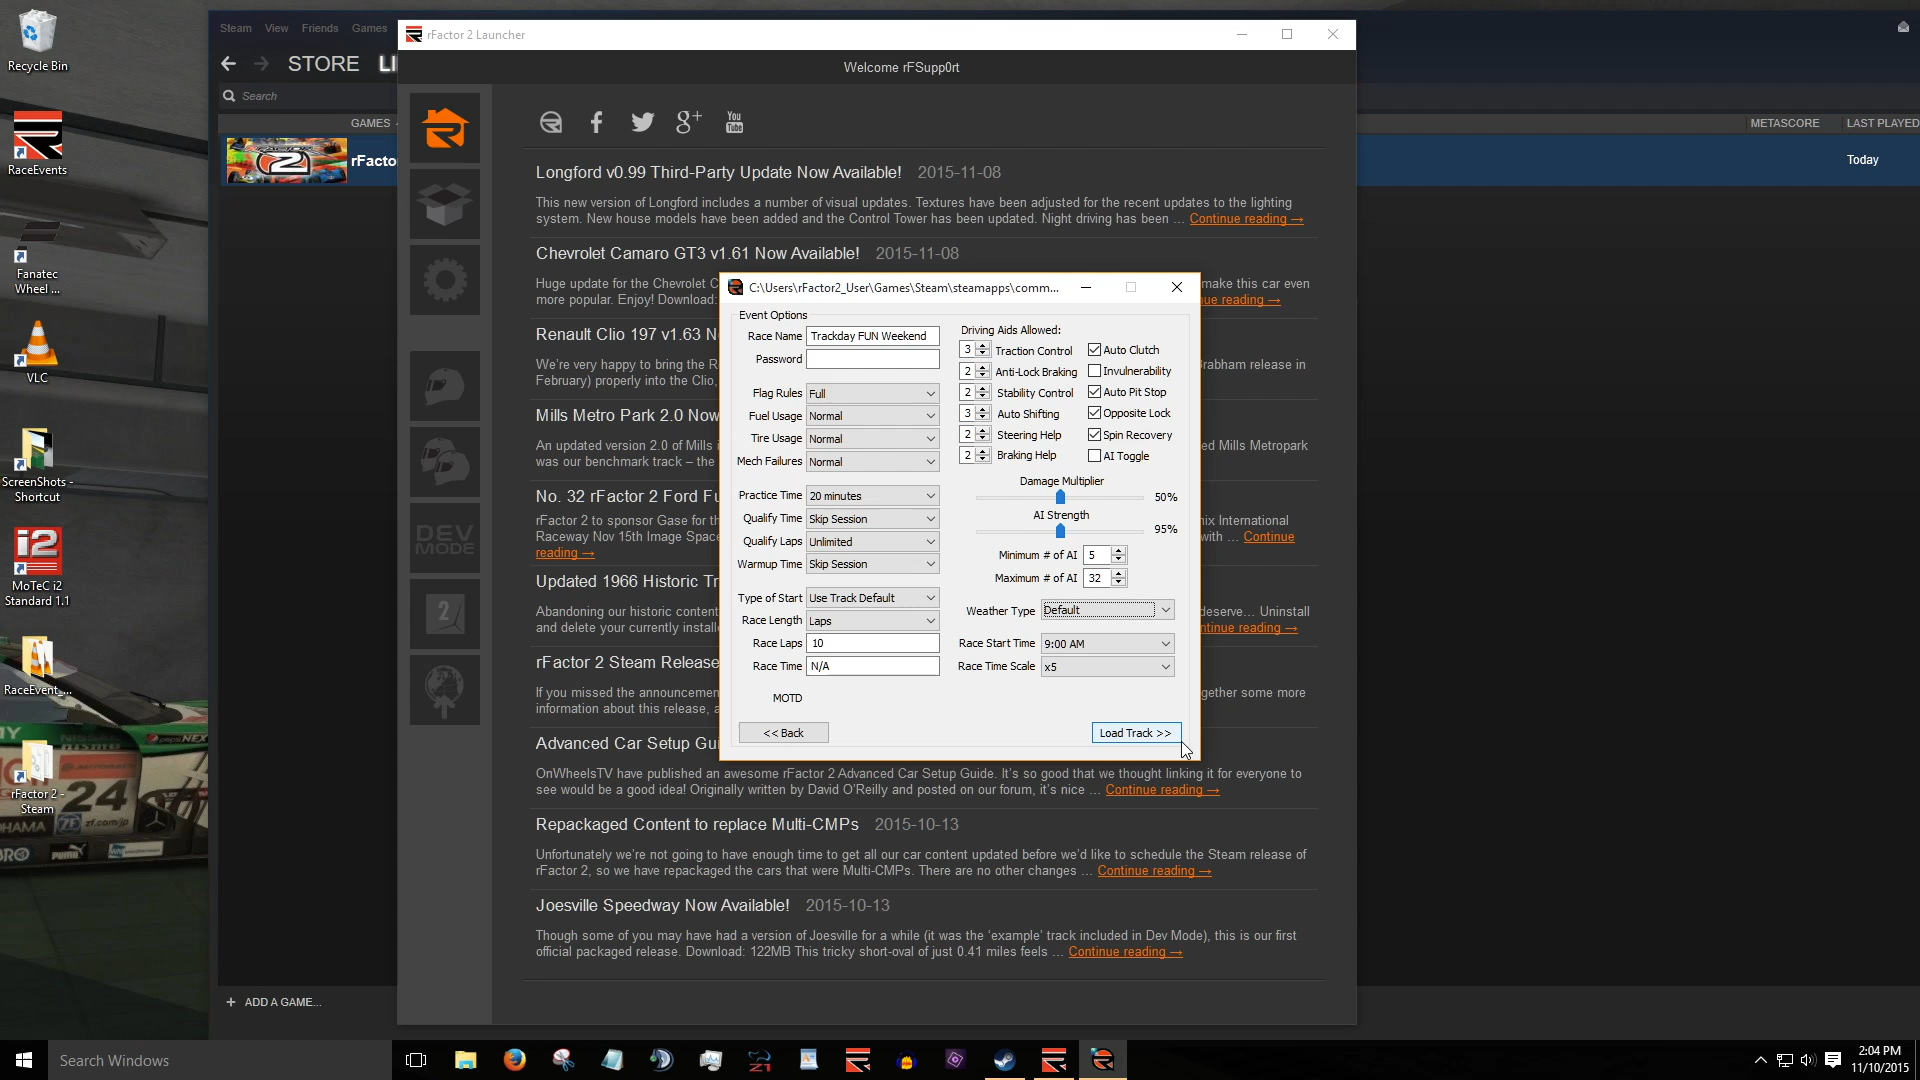 Steam View Friends Games
rFactor 2 Launcher
STORE LI
Welcome rFSupp0rt
Search
GAMES
METASCORE
LAST PLAYED
rFacto
Today
Recycle Bin
RaceEvents
Fanatec
Wheel ...
VLC
ScreenShots -
Shortcut
i2
MoTeC i2
Standard 1.1
RaceEvent_...
rFactor 2 -
Steam
DEV
MODE
2
g+
You
Tube
Longford v0.99 Third-Party Update Now Available! 2015-11-08
This new version of Longford includes a number of visual updates. Textures have been adjusted for the recent updates to the lighting
system. New house models have been added and the Control Tower has been updated. Night driving has been ... Continue reading →
Chevrolet Camaro GT3 v1.61 Now Available! 2015-11-08
Huge update for the Chevrolet C
make this car even
more popular. Enjoy! Download:
ue reading →
Renault Clio 197 v1.63 N
We're very happy to bring the R
rabham release in
February) properly into the Clio,
Mills Metro Park 2.0 Now
An updated version 2.0 of Mills i
ed Mills Metropark
was our benchmark track – the
No. 32 rFactor 2 Ford Fu
rFactor 2 to sponsor Gase for th
nix International
Raceway Nov 15th Image Space
with ... Continue
reading →
Updated 1966 Historic Tr
Abandoning our historic content
deserve... Uninstall
and delete your currently install
ntinue reading →
rFactor 2 Steam Release
If you missed the announcemen
gether some more
information about this release, a
Advanced Car Setup Gui
OnWheelsTV have published an awesome rFactor 2 Advanced Car Setup Guide. It's so good that we thought linking it for everyone to
see would be a good idea! Originally written by David O'Reilly and posted on our forum, it's nice ... Continue reading →
Repackaged Content to replace Multi-CMPs 2015-10-13
Unfortunately we're not going to have enough time to get all our car content updated before we'd like to schedule the Steam release of
rFactor 2, so we have repackaged the cars that were Multi-CMPs. There are no other changes ... Continue reading →
Joesville Speedway Now Available! 2015-10-13
Though some of you may have had a version of Joesville for a while (it was the 'example' track included in Dev Mode), this is our first
official packaged release. Download: 122MB This tricky short-oval of just 0.41 miles feels ... Continue reading →
C:\Users\rFactor2_User\Games\Steam\steamapps\comm...
Event Options
Race Name Trackday FUN Weekend
Password
Flag Rules Full
Fuel Usage Normal
Tire Usage Normal
Mech Failures Normal
Practice Time 20 minutes
Qualify Time Skip Session
Qualify Laps Unlimited
Warmup Time Skip Session
Type of Start Use Track Default
Race Length Laps
Race Laps 10
Race Time N/A
MOTD
<< Back
Driving Aids Allowed:
3 Traction Control Auto Clutch
2 Anti-Lock Braking Invulnerability
2 Stability Control Auto Pit Stop
3 Auto Shifting Opposite Lock
2 Steering Help Spin Recovery
2 Braking Help AI Toggle
Damage Multiplier
50%
AI Strength
95%
Minimum # of AI 5
Maximum # of AI 32
Weather Type Default
Race Start Time 9:00 AM
Race Time Scale x5
Load Track >>
24
zf.com/jp
PUMA
+ ADD A GAME...
Search Windows
2:04 PM
11/10/2015